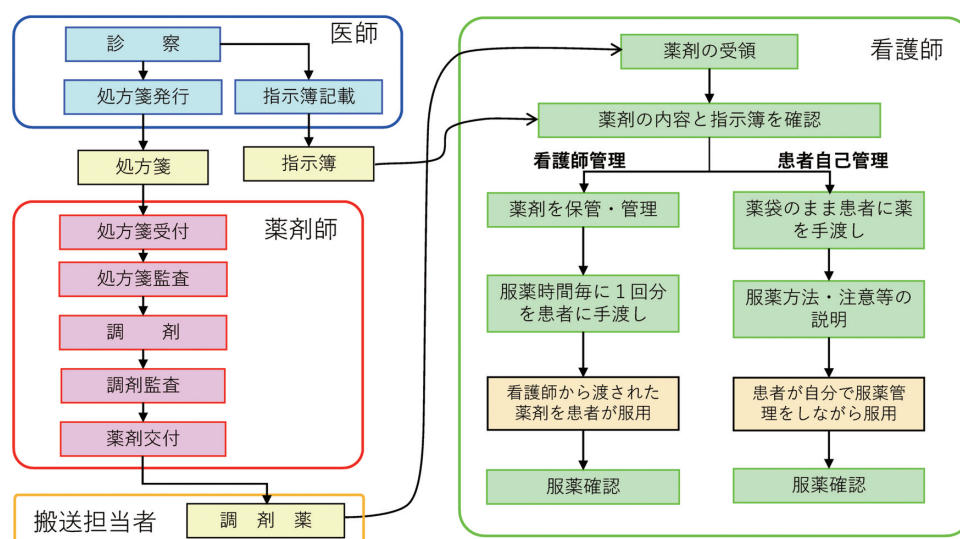 医師
診　察
処方箋発行
指示簿記載
処方箋
指示簿
薬剤師
処方箋受付
処方箋監査
調　剤
調剤監査
薬剤交付
搬送担当者
調　剤　薬
看護師
薬剤の受領
薬剤の内容と指示簿を確認
看護師管理
薬剤を保管・管理
服薬時間毎に１回分
を患者に手渡し
看護師から渡された
薬剤を患者が服用
服薬確認
患者自己管理
薬袋のまま患者に薬
を手渡し
服薬方法・注意等の
説明
患者が自分で服薬管
理をしながら服用
服薬確認